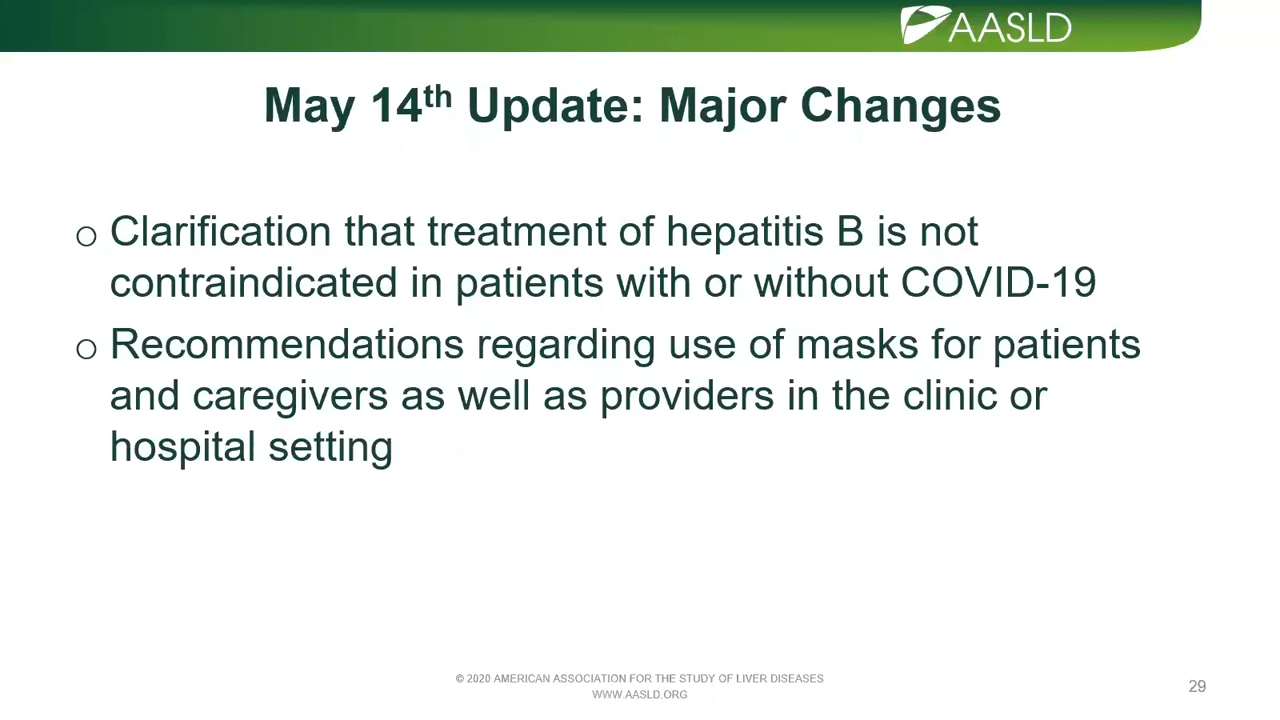 AASLD
May 14th Update: Major Changes
o Clarification that treatment of hepatitis B is not
contraindicated in patients with or without COVID-19
o Recommendations regarding use of masks for patients
and caregivers as well as providers in the clinic or
hospital setting
© 2020 AMERICAN ASSOCIATION FOR THE STUDY OF LIVER DISEASES
WWW.AASLD.ORG
29